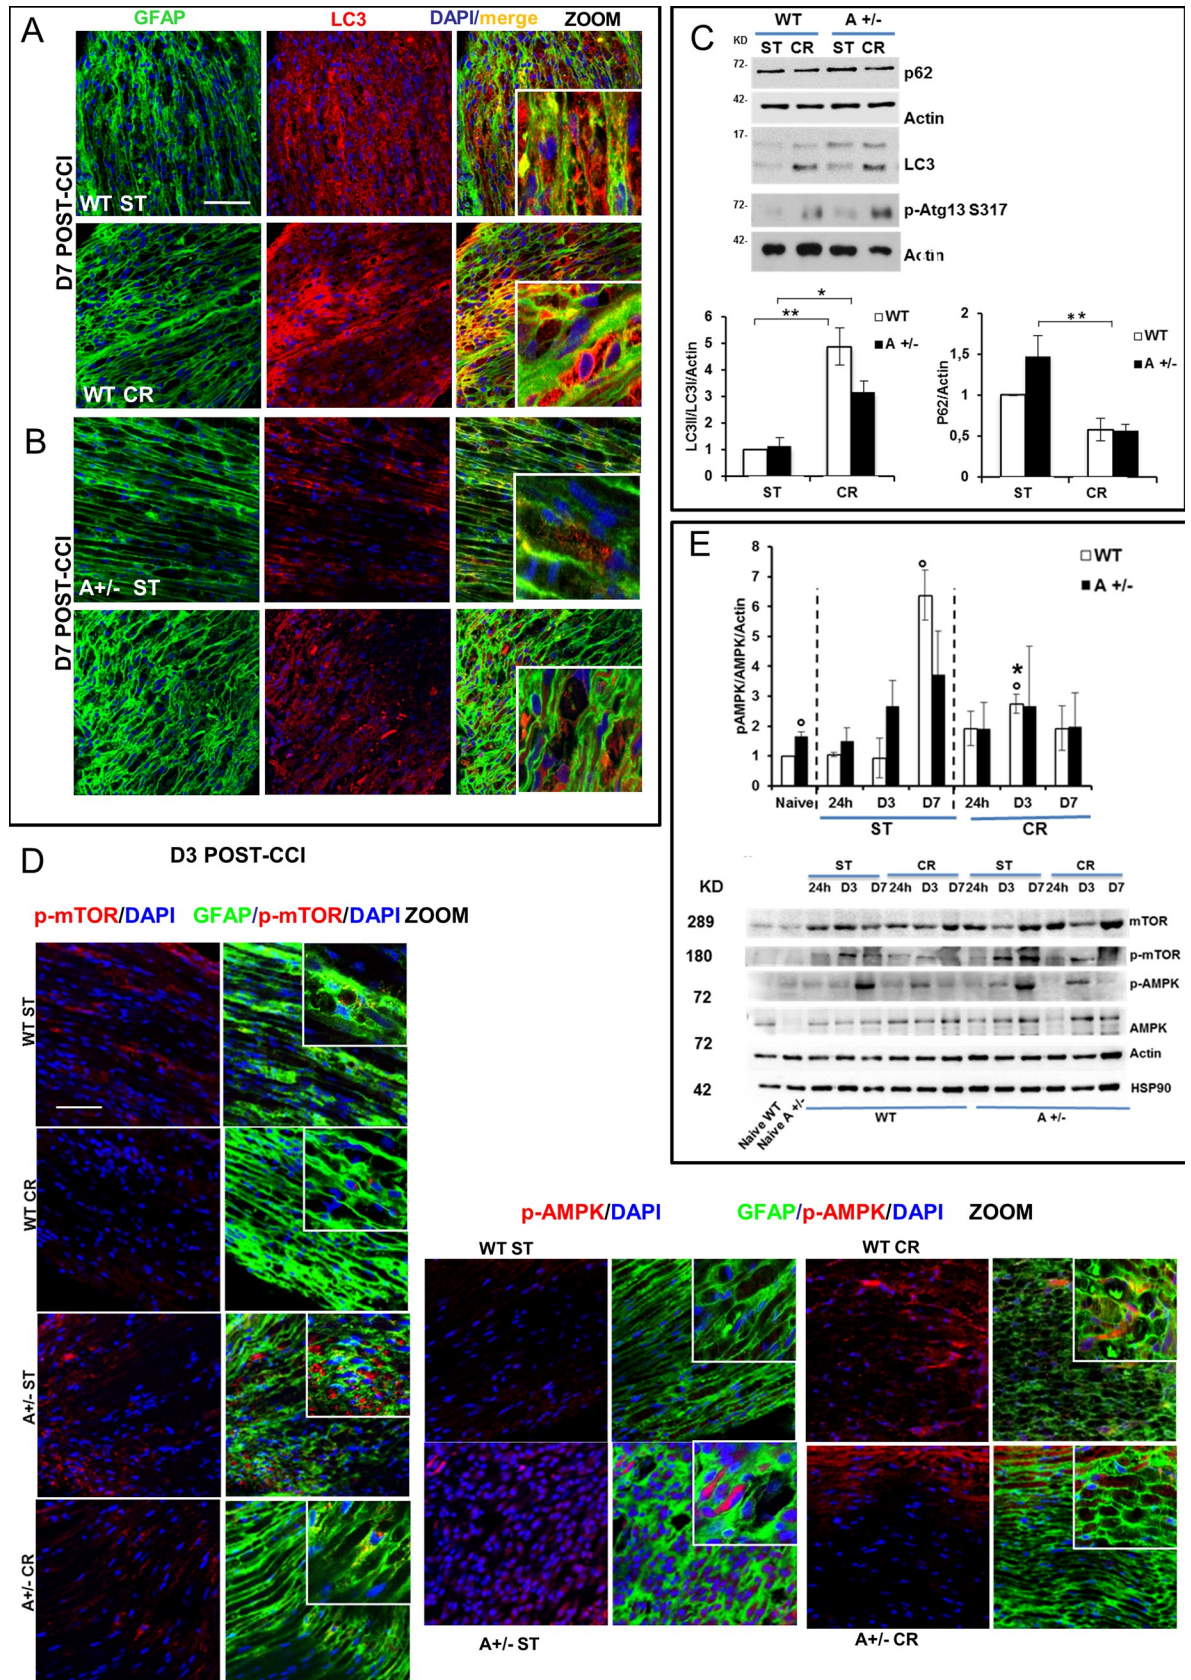 A
GFAP
LC3
DAPI/merge
ZOOM
D7 POST-CCI
WT ST
WT CR
B
D7 POST-CCI
A+/- ST
C
WT
A +/-
KD
ST
CR
ST
CR
72-
p62
42-
Actin
17-
LC3
72-
p-Atg13 S317
42-
Actin
LC3II/LC3I/Actin
6
5
4
3
2
1
0
**
*
WT
A +/-
ST
CR
P62/Actin
2
1,5
1
0,5
0
**
WT
A +/-
ST
CR
E
pAMPK/AMPK/Actin
8
7
6
5
4
3
2
1
0
*
WT
A +/-
Naive
24h
D3
D7
24h
D3
D7
ST
CR
ST
CR
ST
CR
KD
24h D3 D7 24h D3 D7 24h D3 D7 24h D3 D7
289
mTOR
180
p-mTOR
p-AMPK
72
AMPK
72
Actin
42
HSP90
Naive WT
Naive A +/-
WT
A +/-
D
D3 POST-CCI
p-mTOR/DAPI
GFAP/p-mTOR/DAPI ZOOM
WT ST
WT CR
A+/- ST
A+/- CR
p-AMPK/DAPI
GFAP/p-AMPK/DAPI
ZOOM
WT ST
WT CR
A+/- ST
A+/- CR